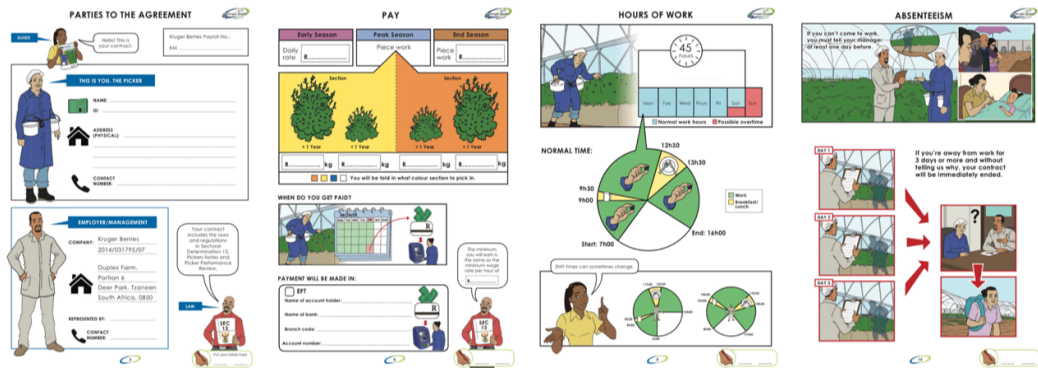 PARTIES TO THE AGREEMENT
GUIDE
Hello! This is
your contract.
Kruger Berries Payroll No.:
THIS IS YOU, THE PICKER
NAME:
ID:
ADDRESS
(PHYSICAL):
CONTACT
NUMBER:
EMPLOYER/MANAGEMENT
COMPANY:
Kruger Berries
2014/031795/07
Duplex Farm,
Portion 6
Deer Park, Tzaneen
South Africa, 0850
REPRESENTED BY:
CONTACT
NUMBER:
Your contract
includes the laws
and regulations
in Sectoral
Determination 13,
Pickers Notes and
Picker Performance
Review.
LAW
SEC
13
Put your initials here
PAY
Early Season
Peak Season
End Season
Daily
rate
R
Piece work
Piece
work
R
Section
Section
< 1 Year
< 1 Year
< 1 Year
< 1 Year
R kg
R kg
R kg
R kg
You will be told in what colour section to pick in.
WHEN DO YOU GET PAID?
MONTH
R
PAYMENT WILL BE MADE IN:
EFT
Name of account holder:
Name of bank:
Branch code:
Account number:
R
The minimum
you will earn is
the same as the
minimum wage
rate per hour of
R
SEC
13
HOURS OF WORK
45
hours
Mon Tue Wed Thurs Fri Sat Sun
Normal work hours
Possible overtime
NORMAL TIME:
12h30
13h30
9h30
9h00
Start: 7h00
End: 16h00
Work
Breakfast/
Lunch
Shift times can sometimes change.
ABSENTEEISM
If you can't come to work,
you must tell your manager
at least one day before.
DAY 1
DAY 2
DAY 3
If you're away from work for
3 days or more and without
telling us why, your contract
will be immediately ended.
?